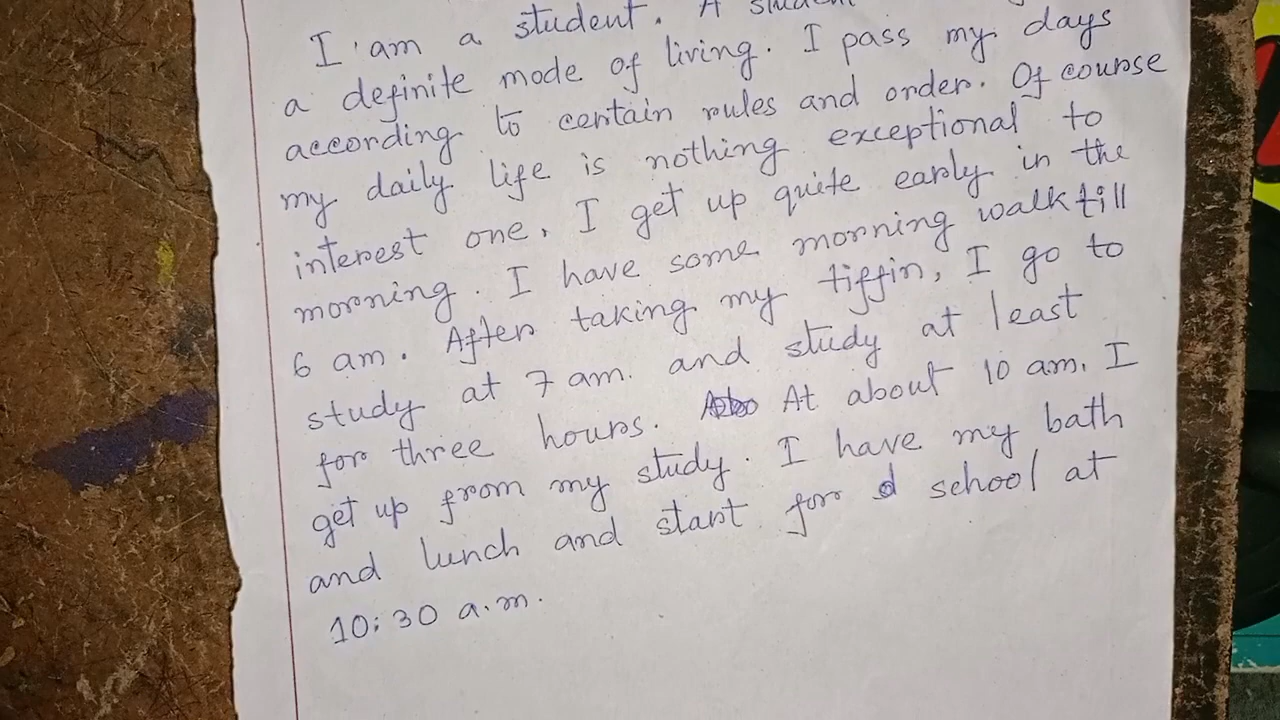 I am a student. A student
a definite mode of living. I pass my days
according to certain rules and order. Of course
my daily life is nothing exceptional to
interest one. I get up quite early in the
morning. I have some morning walk till
6 am. After taking my tiffin, I go to
study at 7 am. and study at least
for three hours. At about 10 am. I
get up from my study. I have my bath
and lunch and start for school at
10:30 a.m.